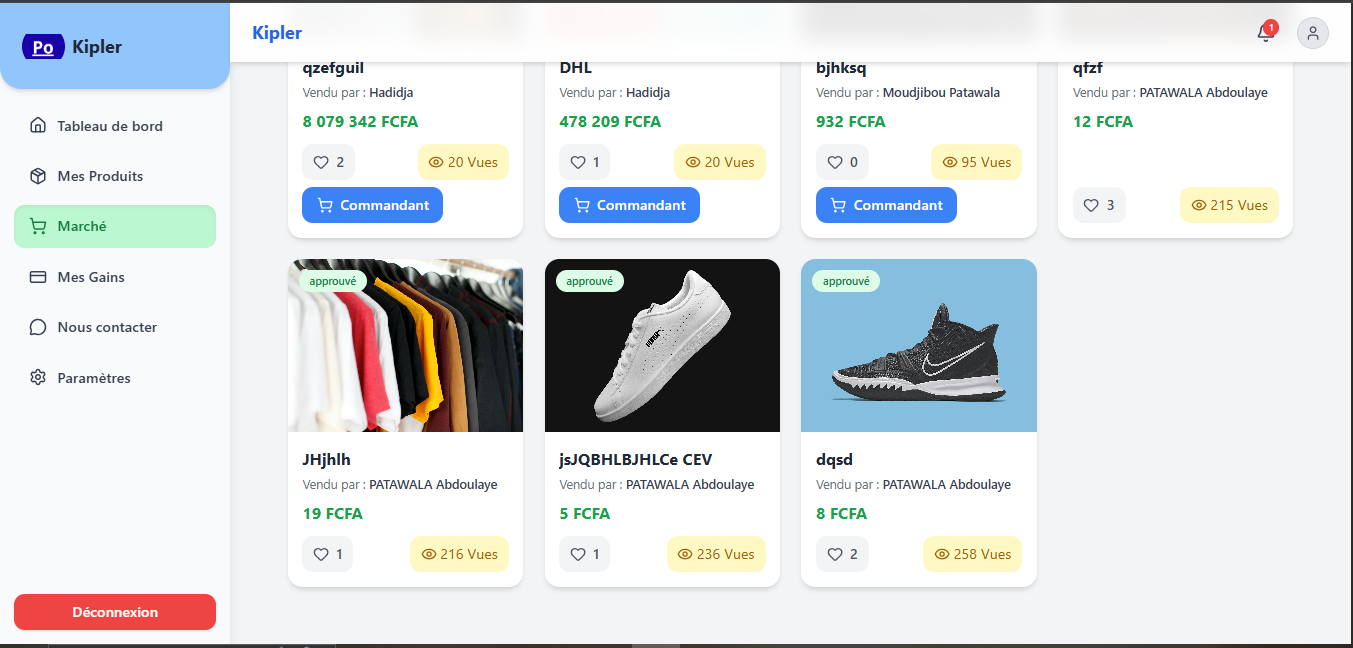 Po Kipler
Kipler
1
Tableau de bord
Mes Produits
Marché
Mes Gains
Nous contacter
Paramètres
Déconnexion
qzefguil
Vendu par : Hadidja
8 079 342 FCFA
2
20 Vues
Commandant
DHL
Vendu par : Hadidja
478 209 FCFA
1
20 Vues
Commandant
bjhksq
Vendu par : Moudjibou Patawala
932 FCFA
0
95 Vues
Commandant
qfzf
Vendu par : PATAWALA Abdoulaye
12 FCFA
3
215 Vues
approuvé
JHjhlh
Vendu par : PATAWALA Abdoulaye
19 FCFA
1
216 Vues
approuvé
jsJQBHLBJHLCe CEV
Vendu par : PATAWALA Abdoulaye
5 FCFA
1
236 Vues
approuvé
dqsd
Vendu par : PATAWALA Abdoulaye
8 FCFA
2
258 Vues